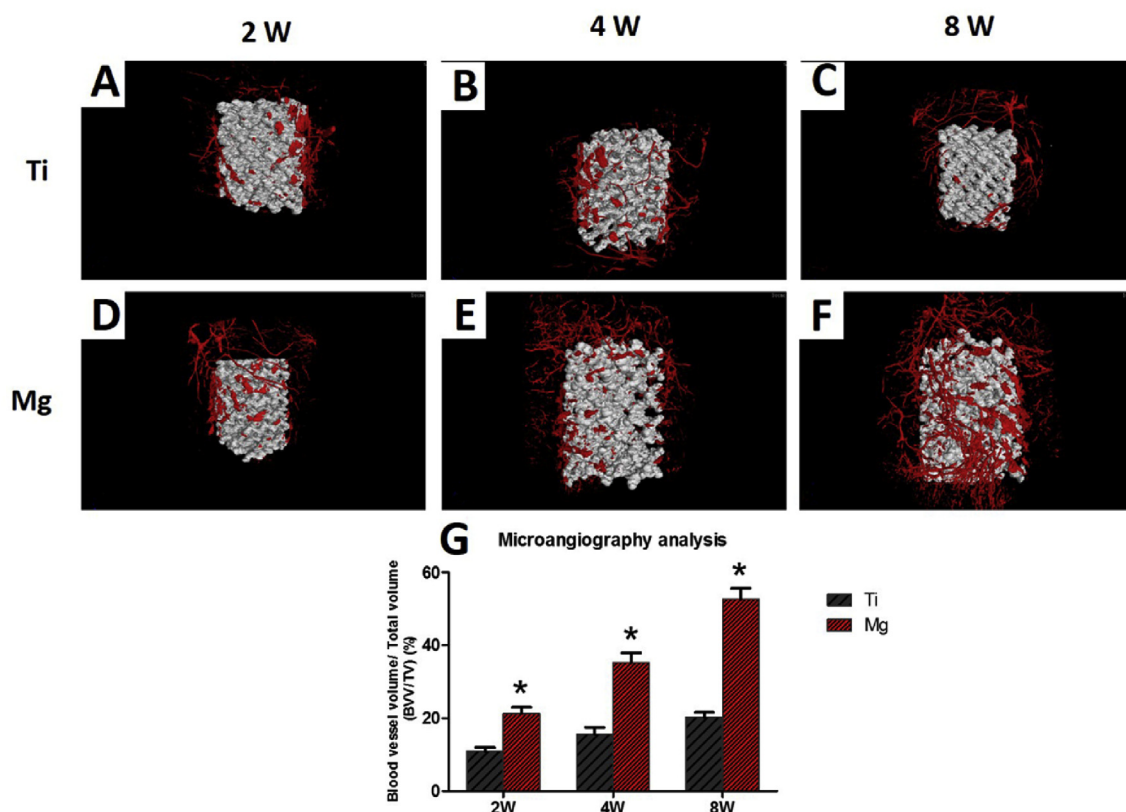 2 W
4 W
8 W
A
B
C
Ti
D
E
F
Mg
G
Microangiography analysis
Blood vessel volume/ Total volume
(BVV/TV) (%)
60
40
20
0
*
*
*
2W
4W
8W
Ti
Mg